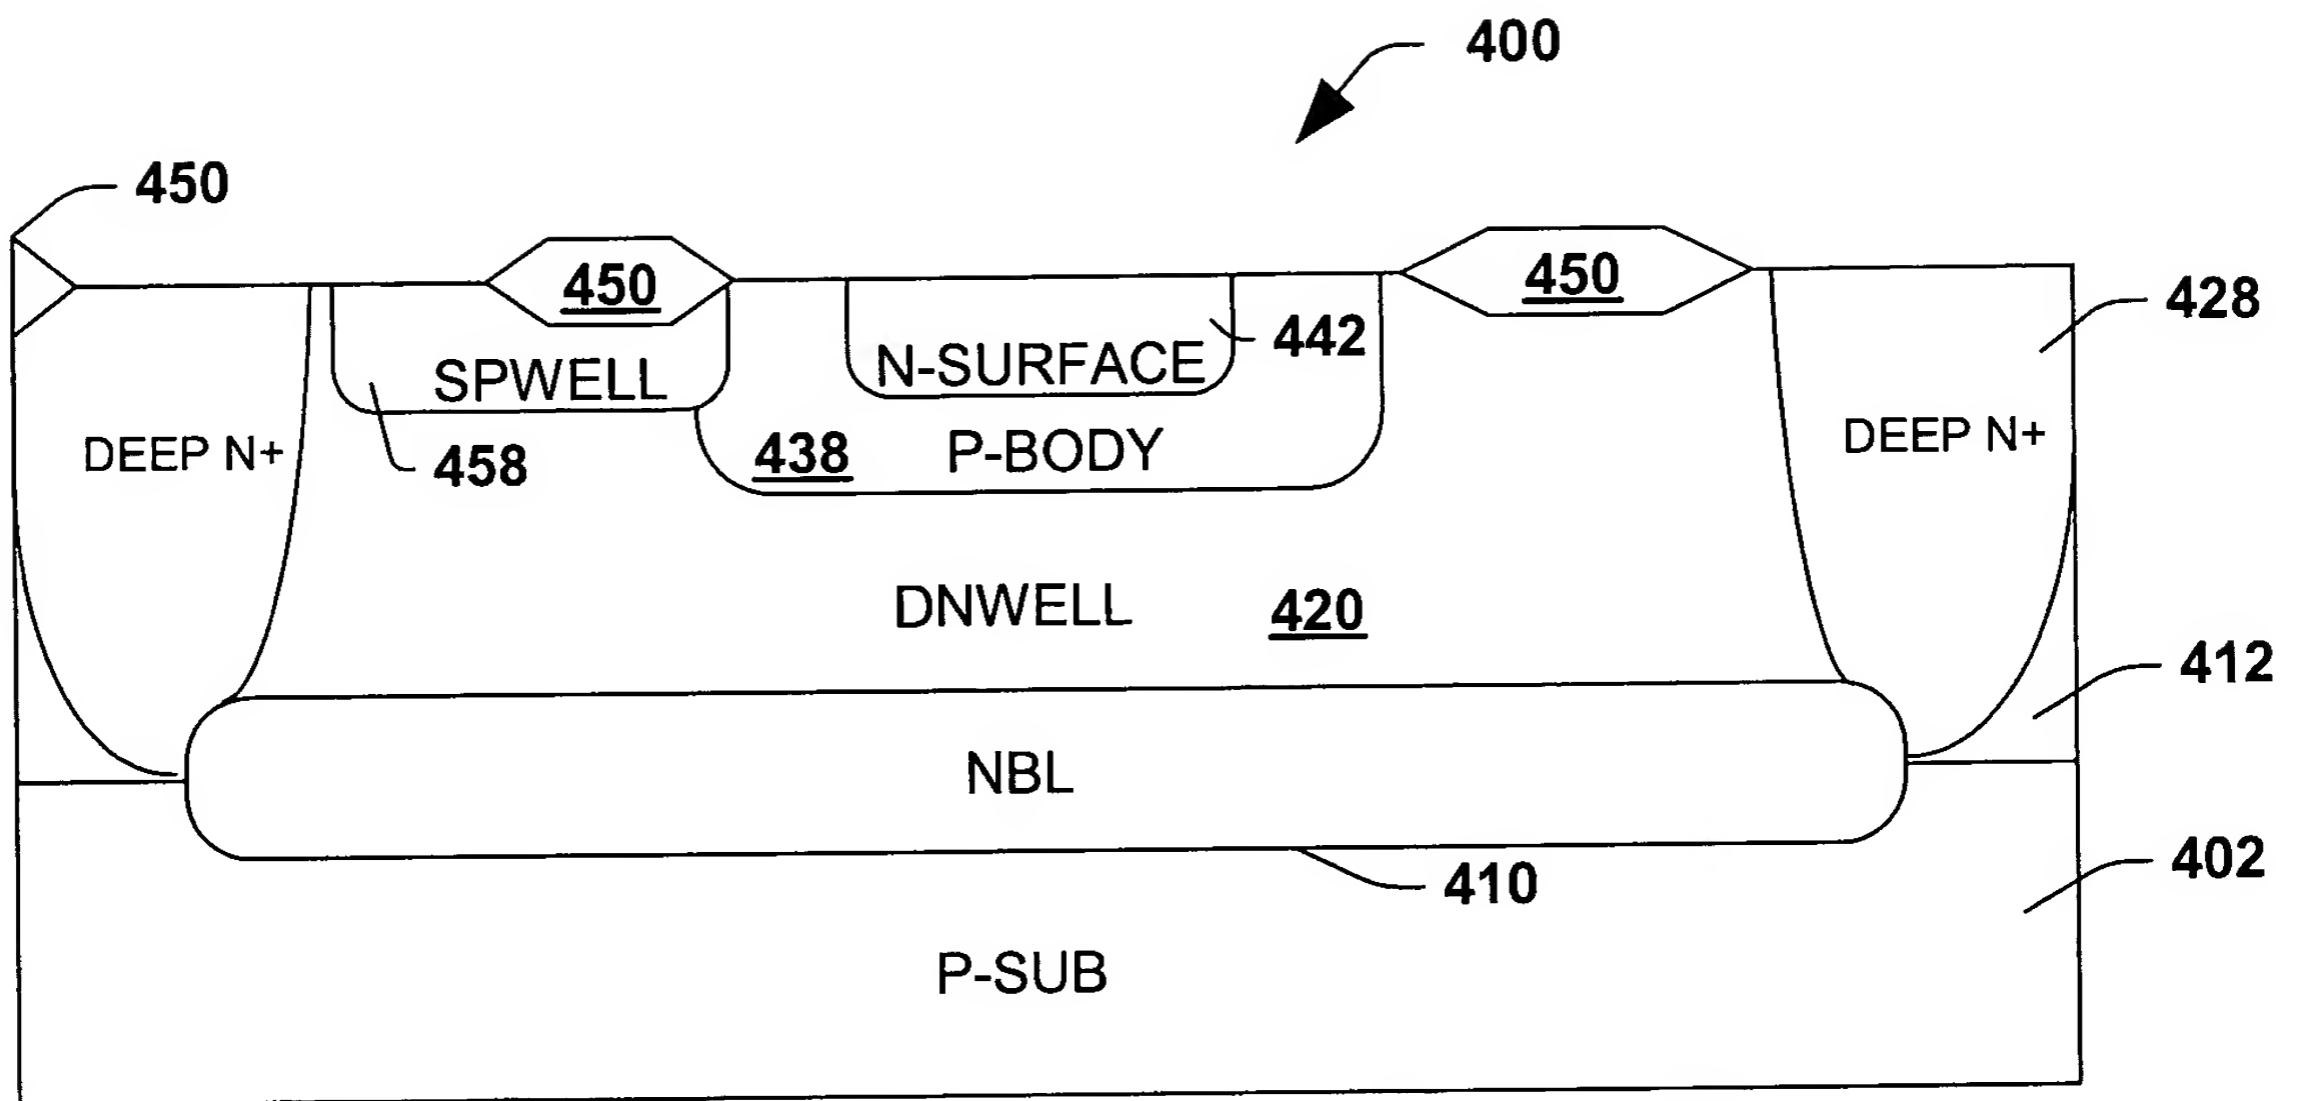 400
450
450
450
428
442
N-SURFACE
SPWELL
DEEP N+
458
438
P-BODY
DEEP N+
DNWELL
420
412
NBL
410
402
P-SUB